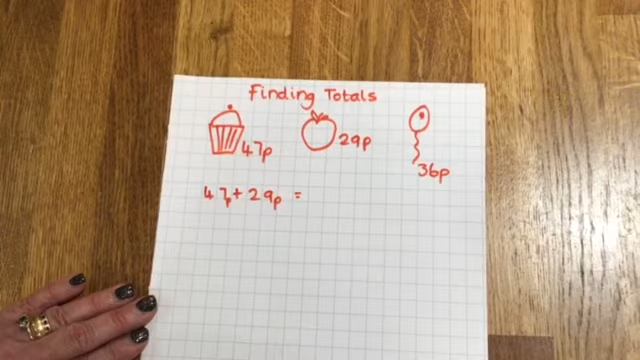 Finding Totals
47p 29p 36p
47p + 29p =